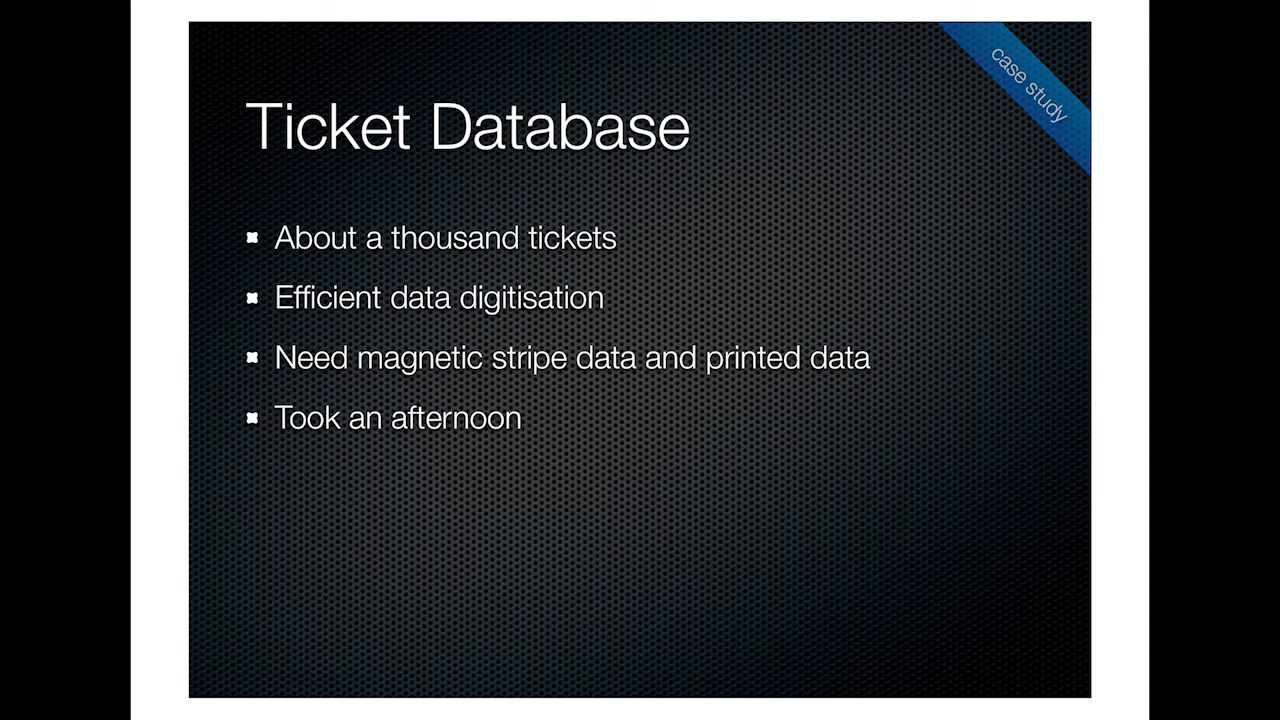 case study
Ticket Database
About a thousand tickets
Efficient data digitisation
Need magnetic stripe data and printed data
Took an afternoon